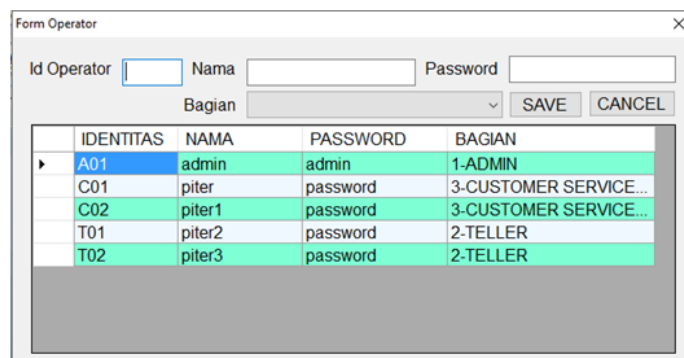 Form Operator
Id Operator Nama Password
Bagian SAVE CANCEL
IDENTITAS NAMA PASSWORD BAGIAN
A01 admin admin 1-ADMIN
C01 piter password 3-CUSTOMER SERVICE...
C02 piter1 password 3-CUSTOMER SERVICE...
T01 piter2 password 2-TELLER
T02 piter3 password 2-TELLER